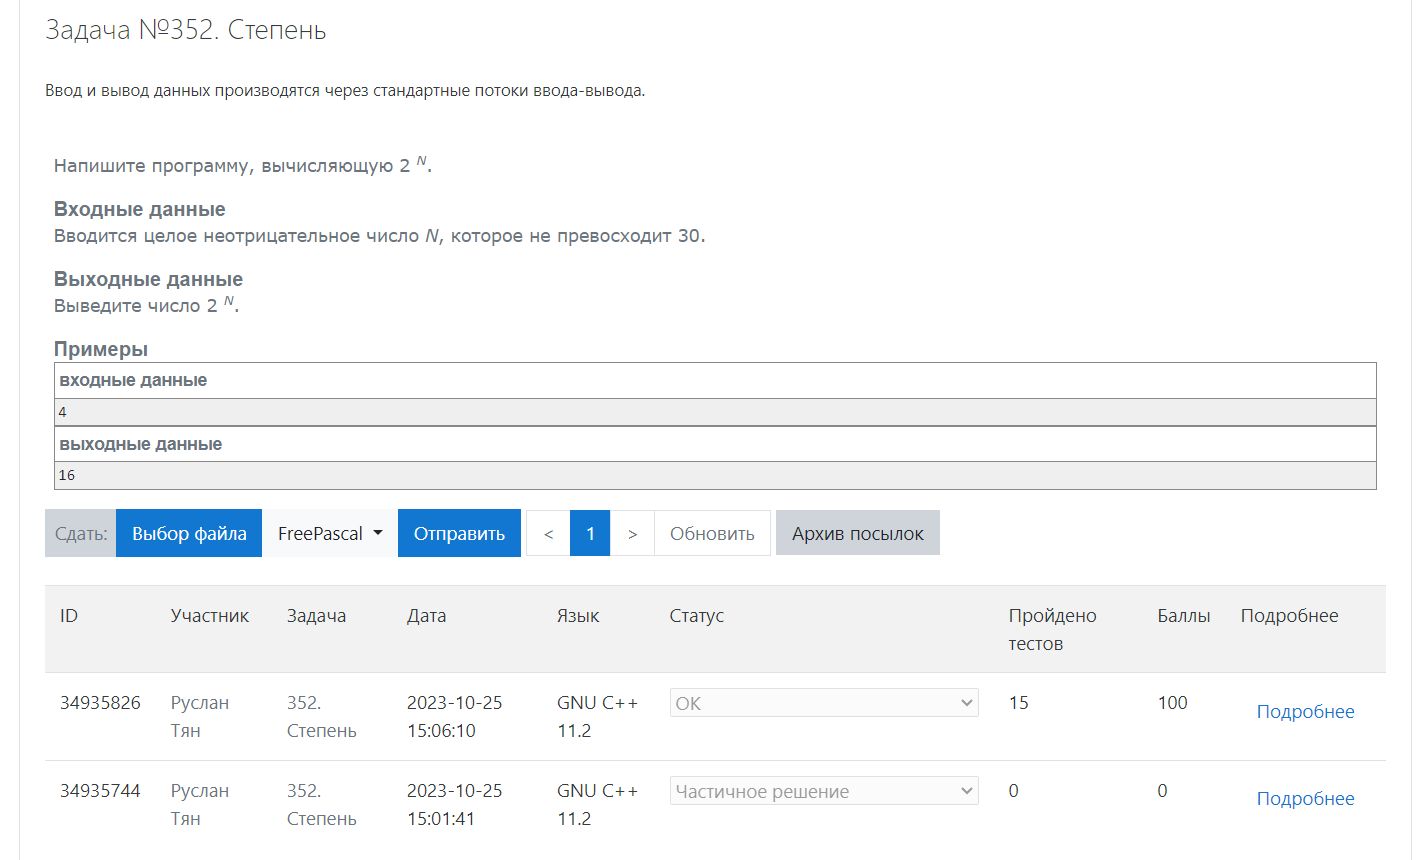 Задача №352. Степень
Ввод и вывод данных производятся через стандартные потоки ввода-вывода.
Напишите программу, вычисляющую 2 N.
Входные данные
Вводится целое неотрицательное число N, которое не превосходит 30.
Выходные данные
Выведите число 2 N.
Примеры
входные данные
4
выходные данные
16
Сдать: Выбор файла FreePascal Отправить < 1 > Обновить Архив посылок
ID Участник Задача Дата Язык Статус Пройдено Баллы Подробнее
тестов
34935826 Руслан 352. 2023-10-25 GNU C++ OK 15 100 Подробнее
Тян Степень 15:06:10 11.2
34935744 Руслан 352. 2023-10-25 GNU C++ Частичное решение 0 0 Подробнее
Тян Степень 15:01:41 11.2